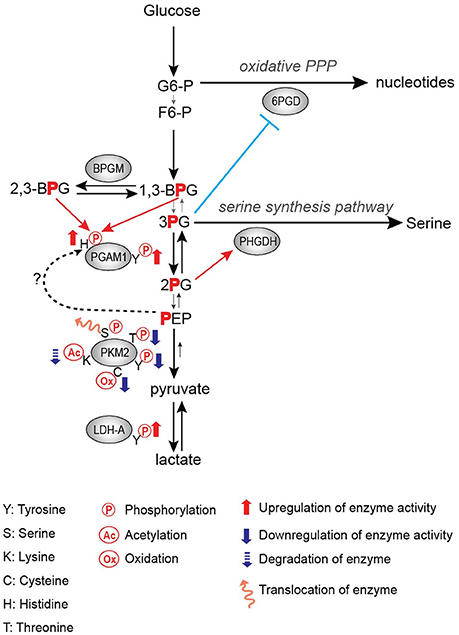 Glucose
oxidative PPP
G6-P
nucleotides
6PGD
F6-P
BPGM
2,3-BPG
1,3-BPG
serine synthesis pathway
3PG
Serine
H P
PGAM1
Y P
PHGDH
?
2PG
PEP
S P
T P
Ac K
PKM2
Y P
C
Ox
pyruvate
LDH-A
Y P
lactate
Y: Tyrosine
P Phosphorylation
Upregulation of enzyme activity
S: Serine
Ac Acetylation
Downregulation of enzyme activity
K: Lysine
Ox Oxidation
Degradation of enzyme
C: Cysteine
Translocation of enzyme
H: Histidine
T: Threonine